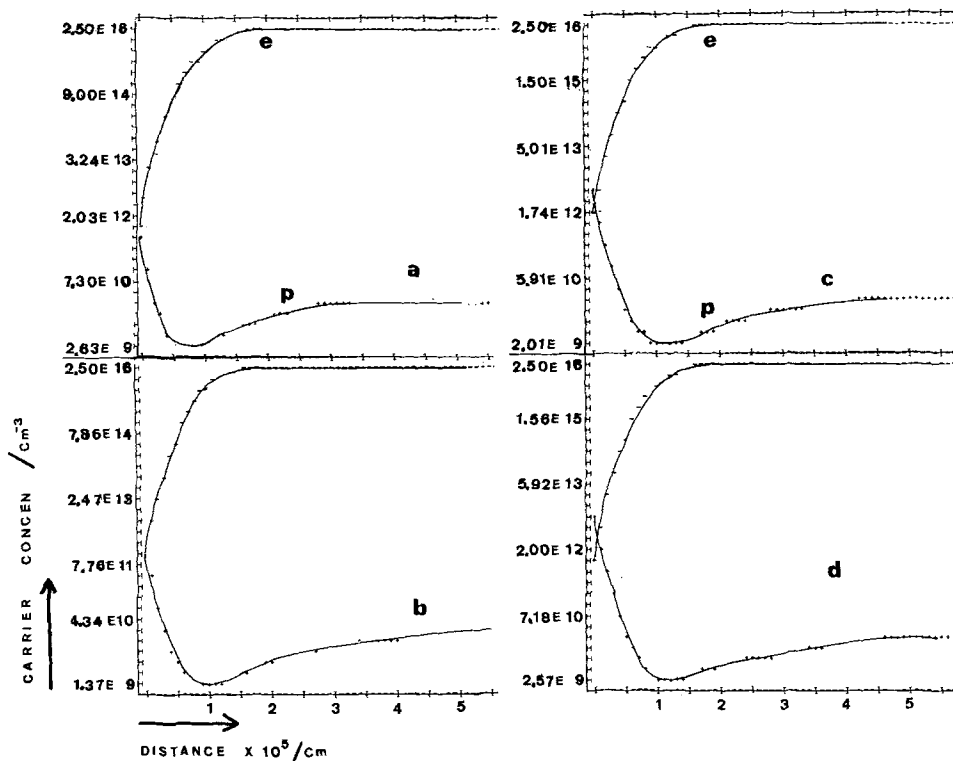 2,50E 16
9,00E 14
3,24E 13
2,03E 12
7,30E 10
2,63E 9
e
p
a
2,50E 16
1,50E 15
5,01E 13
1,74E 12
5,91E 10
2,01E 9
e
p
c
2,50E 16
7,86E 14
2,47E 13
7,76E 11
4,34E10
1,37E 9
b
2,50E 16
1,56E 15
5,92E 13
2,00E 12
7,18E 10
2,57E 9
d
CARRIER CONCEN /Cm-3
1 2 3 4 5
1 2 3 4 5
DISTANCE X 10⁵/Cm